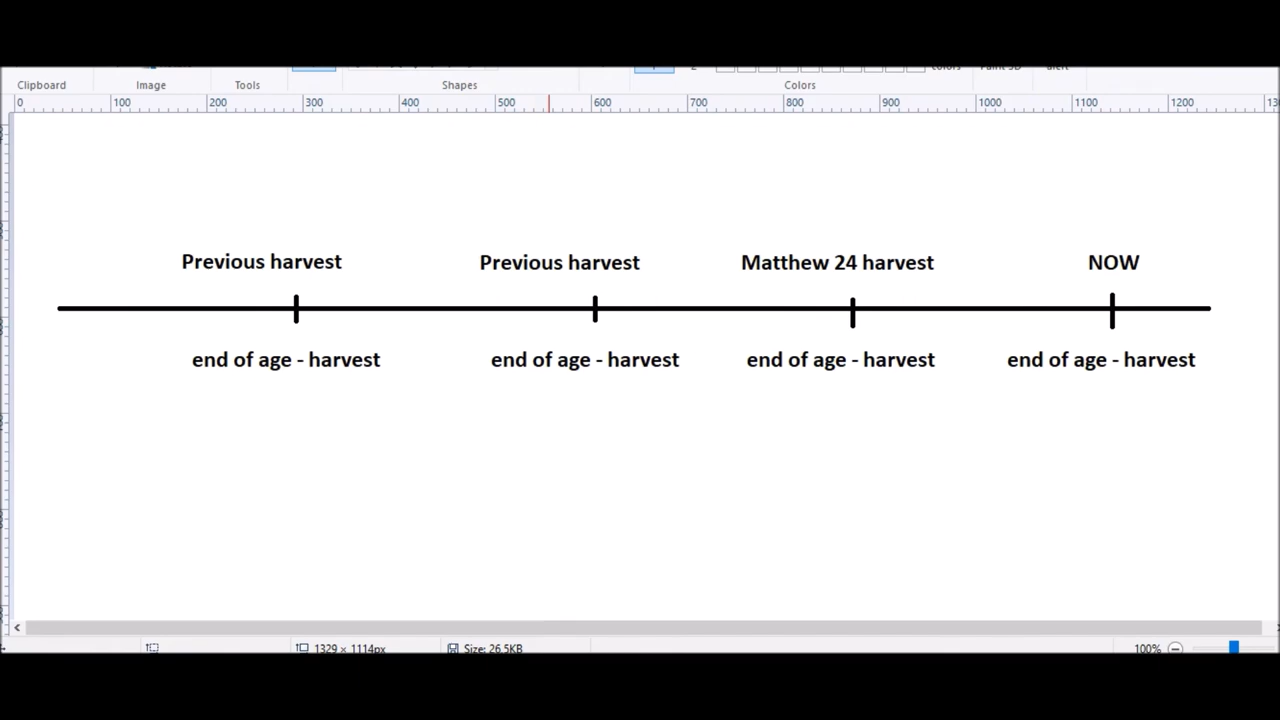 Clipboard Image Tools Shapes Colors
0 100 200 300 400 500 600 700 800 900 1000 1100 1200
Previous harvest Previous harvest Matthew 24 harvest NOW
end of age - harvest end of age - harvest end of age - harvest end of age - harvest
1329 × 1114px Size: 26.5KB 100%